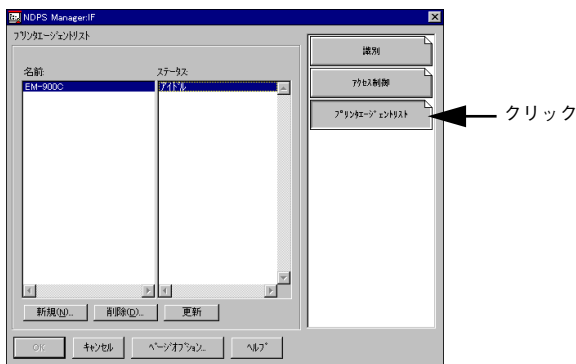 NDPS Manager:IF
プリンタエージェントリスト
名前:
ステータス:
EM-900C
アイドル
新規(N)...
削除(D)...
更新
OK
キャンセル
ページオプション...
ヘルプ
識別
アクセス制御
プリンタエージェントリスト
クリック